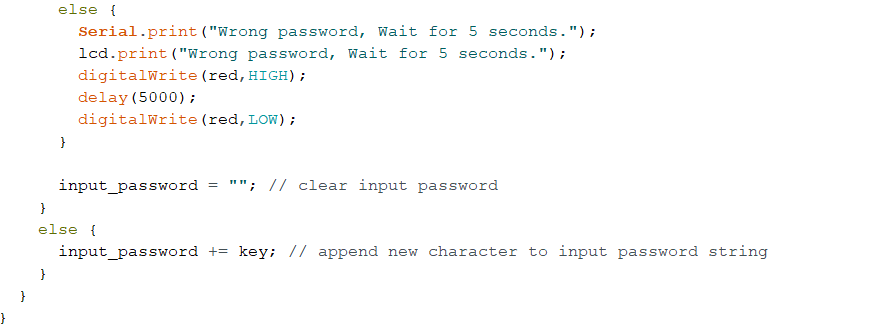 else {
Serial.print("Wrong password, Wait for 5 seconds.");
lcd.print("Wrong password, Wait for 5 seconds.");
digitalWrite(red,HIGH);
delay(5000);
digitalWrite(red,LOW);
}
input_password = ""; // clear input password
}
else {
input_password += key; // append new character to input password string
}
}
}